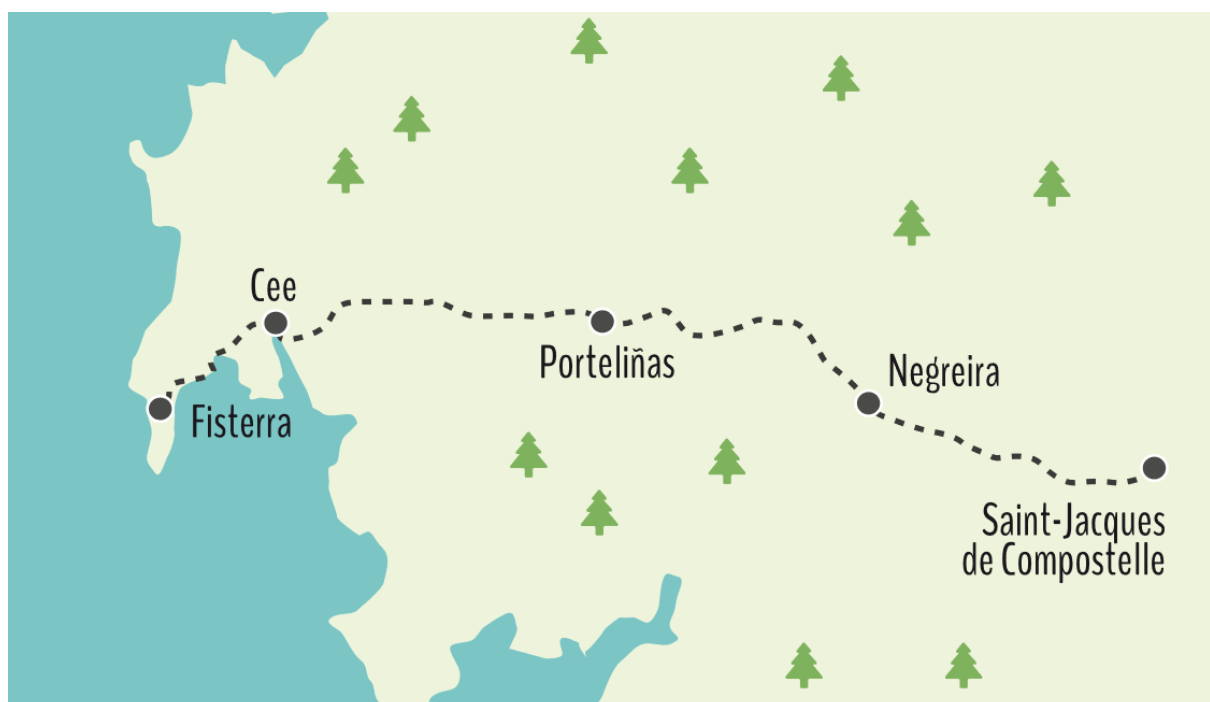 Cee
Porteliñas
Negreira
Fisterra
Saint-Jacques
de Compostelle